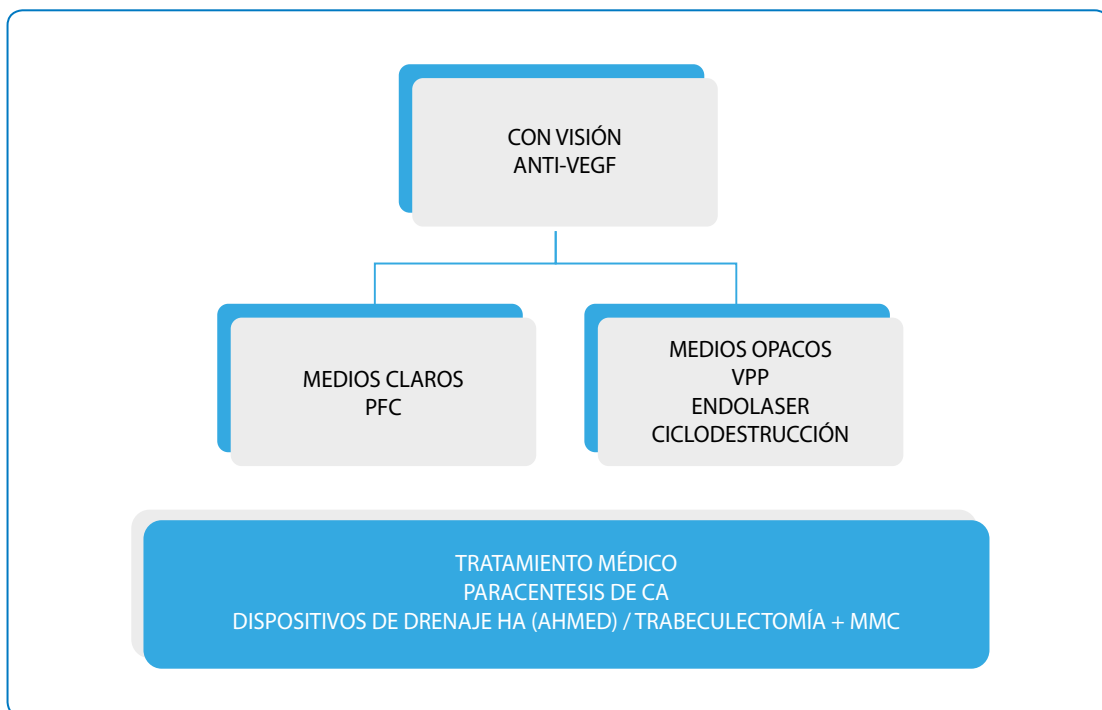 CON VISIÓN
ANTI-VEGF
MEDIOS CLAROS
PFC
MEDIOS OPACOS
VPP
ENDOLASER
CICLODESTRUCCIÓN
TRATAMIENTO MÉDICO
PARACENTESIS DE CA
DISPOSITIVOS DE DRENAJE HA (AHMED) / TRABECULECTOMÍA + MMC